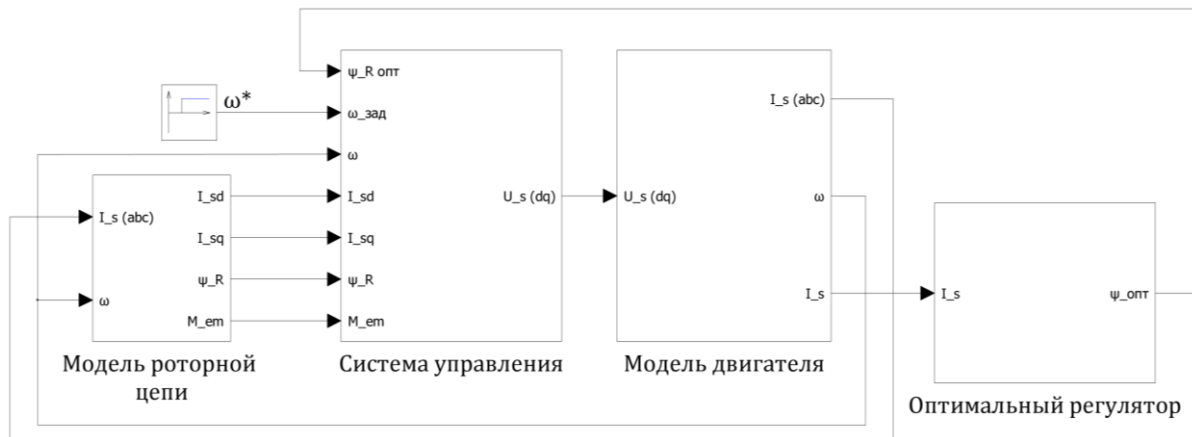 ω*
I_s (abc)
ω
I_sd
I_sq
ψ_R
M_em
Модель роторной
цепи
ψ_R опт
ω_зад
ω
I_sd
I_sq
ψ_R
M_em
U_s (dq)
Система управления
U_s (dq)
I_s (abc)
ω
I_s
Модель двигателя
I_s
ψ_опт
Оптимальный регулятор